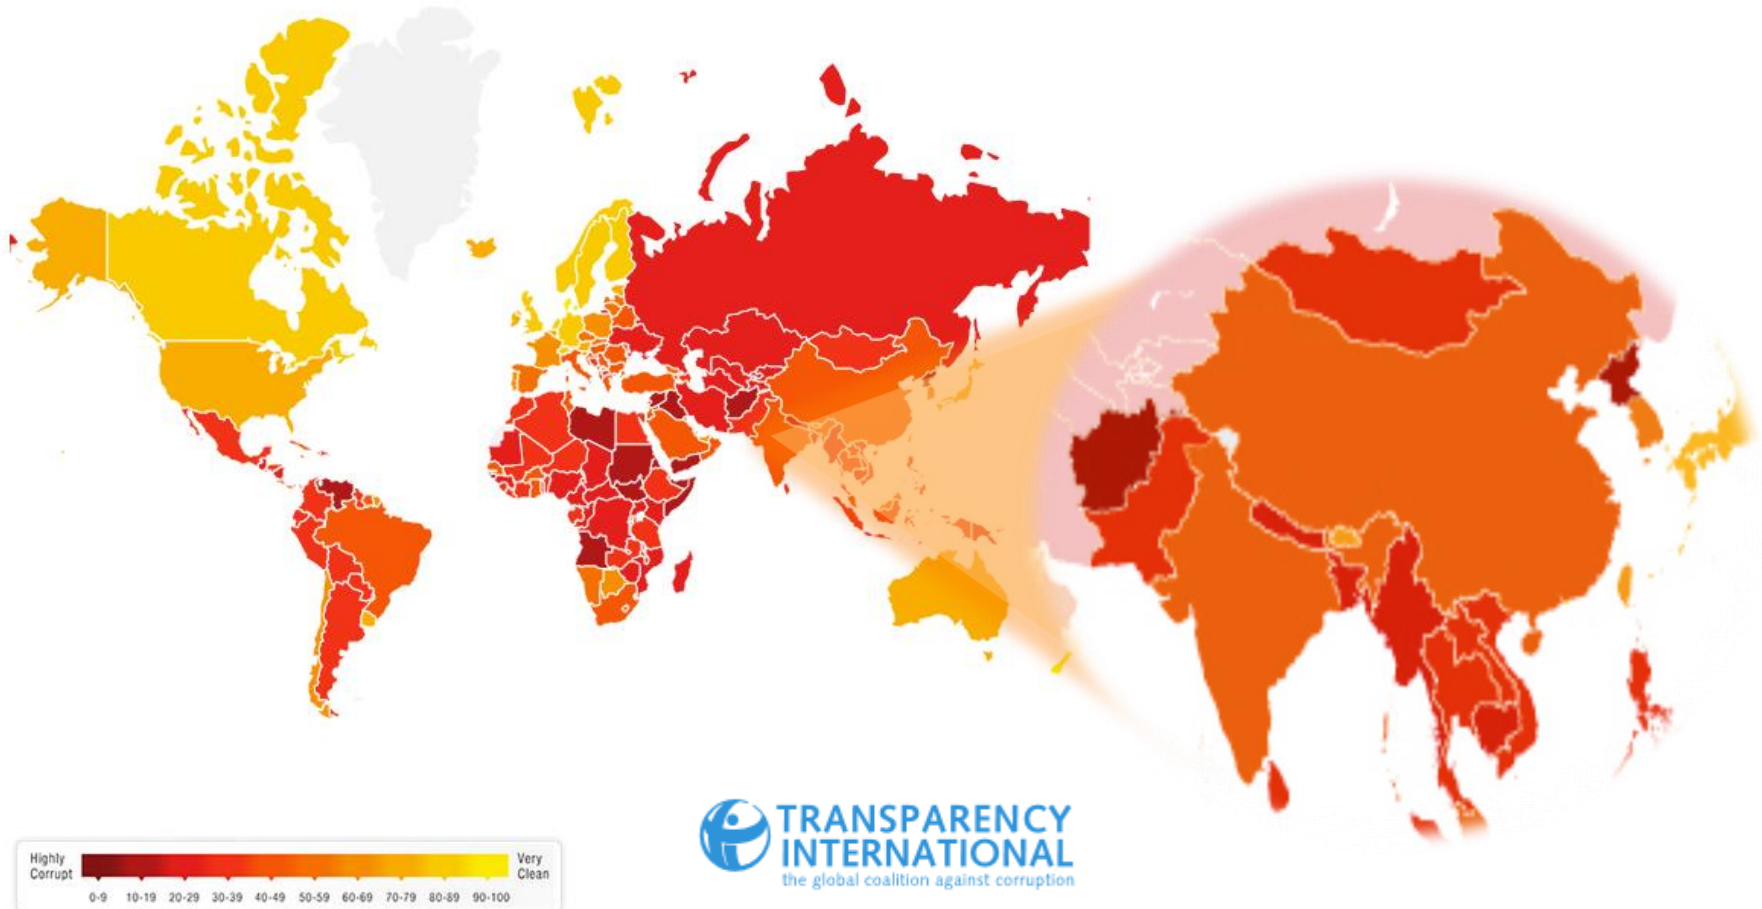 TRANSPARENCY
INTERNATIONAL
the global coalition against corruption
Highly
Corrupt
Very
Clean
0-9 10-19 20-29 30-39 40-49 50-59 60-69 70-79 80-89 90-100